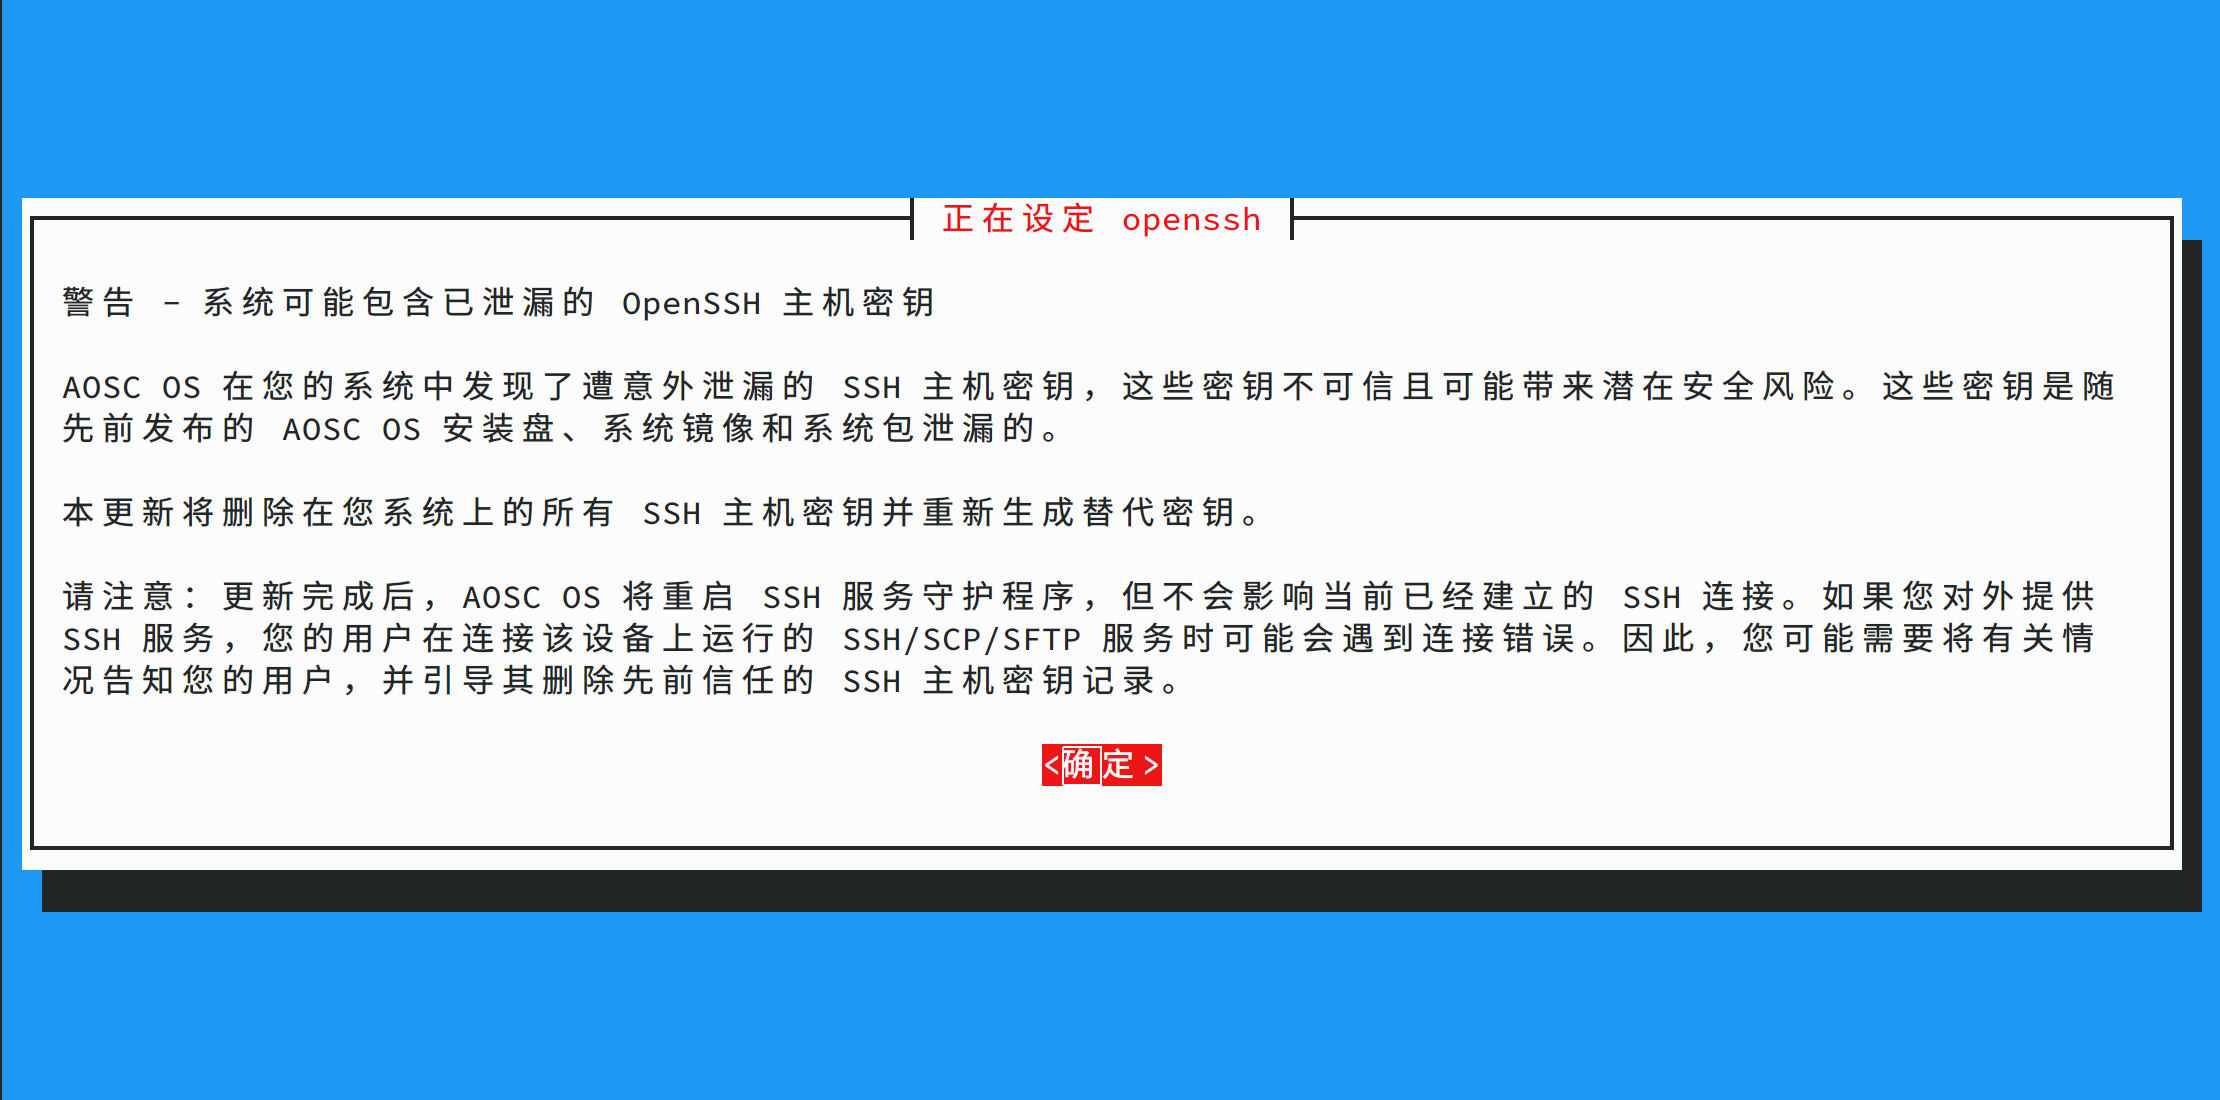 正在设定 openssh
警告 - 系统可能包含已泄漏的 OpenSSH 主机密钥
AOSC OS 在您的系统中发现了遭意外泄漏的 SSH 主机密钥，这些密钥不可信且可能带来潜在安全风险。这些密钥是随
先前发布的 AOSC OS 安装盘、系统镜像和系统包泄漏的。
本更新将删除在您系统上的所有 SSH 主机密钥并重新生成替代密钥。
请注意：更新完成后，AOSC OS 将重启 SSH 服务守护程序，但不会影响当前已经建立的 SSH 连接。如果您对外提供
SSH 服务，您的用户在连接该设备上运行的 SSH/SCP/SFTP 服务时可能会遇到连接错误。因此，您可能需要将有关情
况告知您的用户，并引导其删除先前信任的 SSH 主机密钥记录。
<确定>